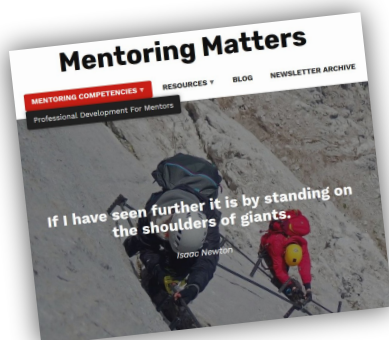 Mentoring Matters
MENTORING COMPETENCIES ▼ RESOURCES ▼ BLOG NEWSLETTER ARCHIVE
Professional Development For Mentors
If I have seen further it is by standing on
the shoulders of giants.
Isaac Newton